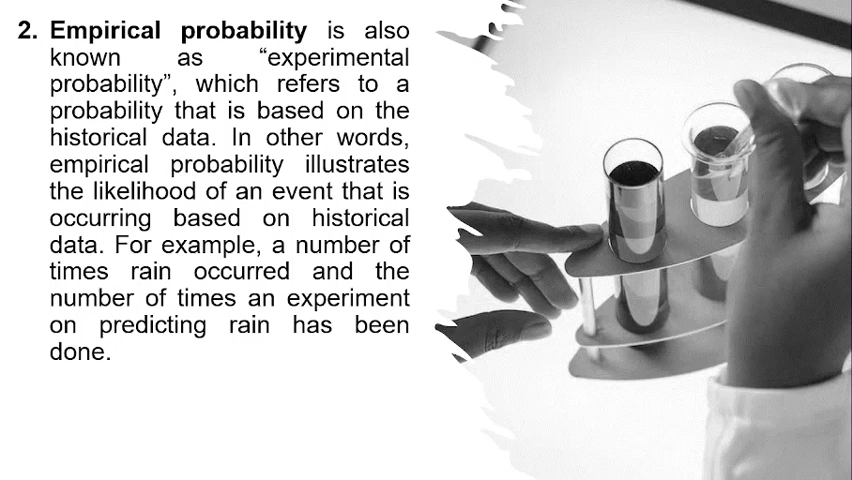 2. Empirical probability is also
known as “experimental
probability”, which refers to a
probability that is based on the
historical data. In other words,
empirical probability illustrates
the likelihood of an event that is
occurring based on historical
data. For example, a number of
times rain occurred and the
number of times an experiment
on predicting rain has been
done.